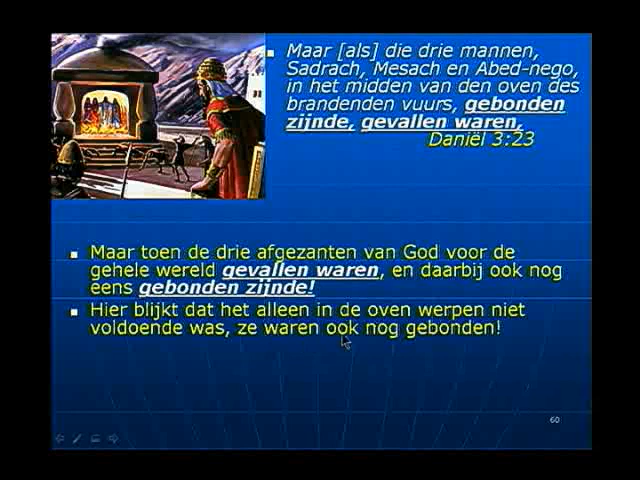 Maar [als] die drie mannen,
Sadrach, Mesach en Abed-nego,
in het midden van den oven des
brandenden vuurs, gebonden
zijnde, gevallen waren,
Daniël 3:23
Maar toen de drie afgezanten van God voor de
gehele wereld gevallen waren, en daarbij ook nog
eens gebonden zijnde!
Hier blijkt dat het alleen in de oven werpen niet
voldoende was, ze waren ook nog gebonden!
60